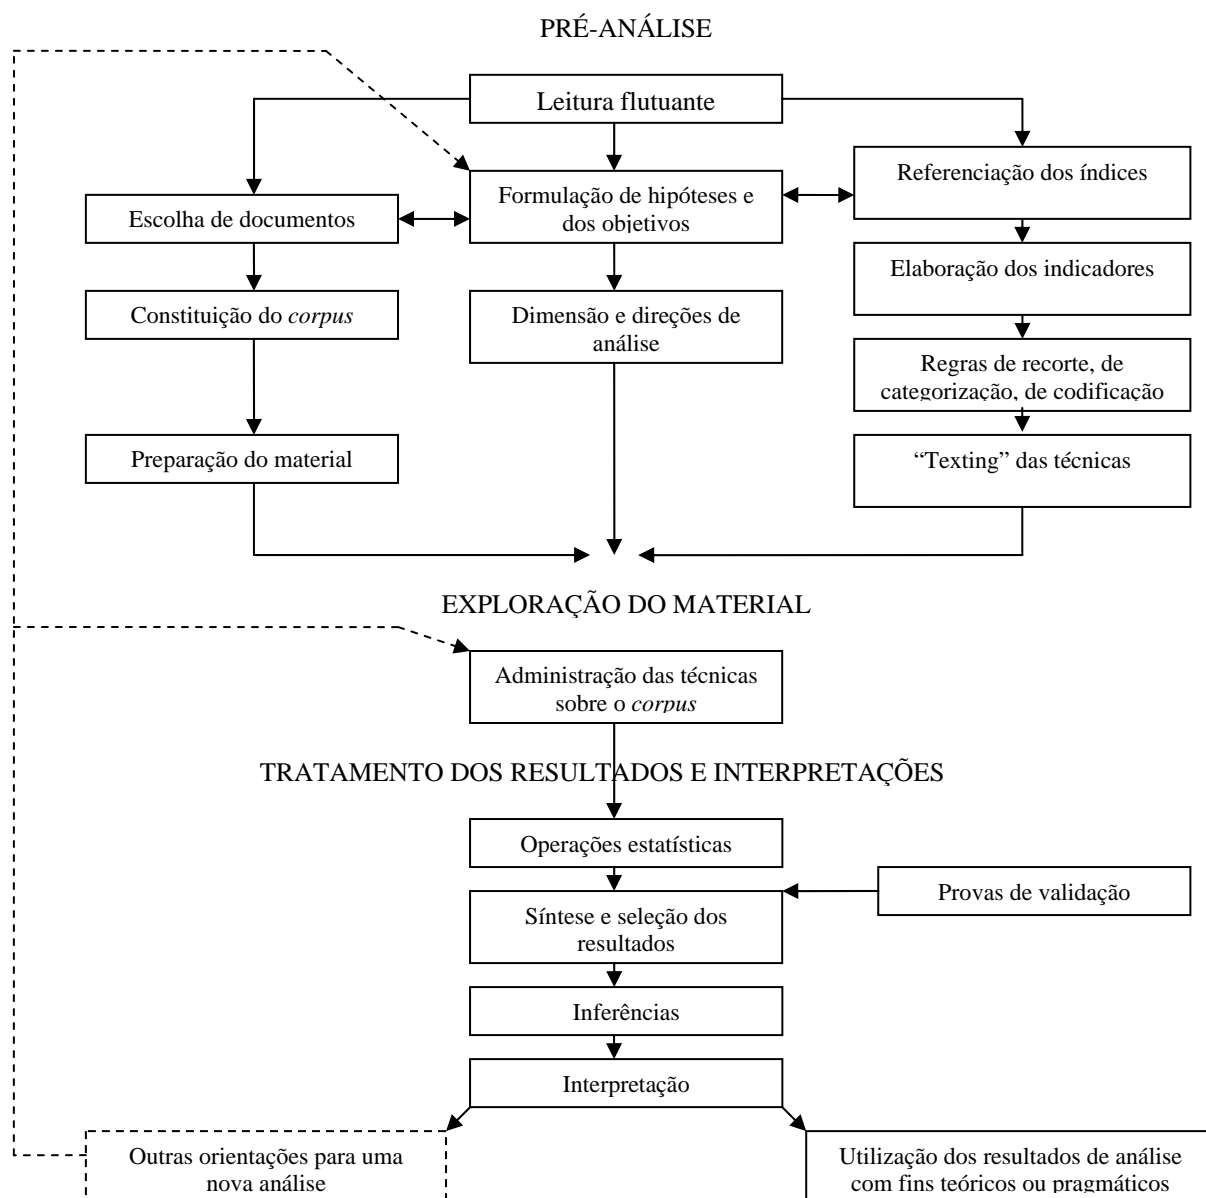 PRÉ-ANÁLISE
Leitura flutuante
Escolha de documentos
Formulação de hipóteses e
dos objetivos
Referenciação dos índices
Constituição do corpus
Dimensão e direções de
análise
Elaboração dos indicadores
Regras de recorte, de
categorização, de codificação
Preparação do material
“Texting” das técnicas
EXPLORAÇÃO DO MATERIAL
Administração das técnicas
sobre o corpus
TRATAMENTO DOS RESULTADOS E INTERPRETAÇÕES
Operações estatísticas
Provas de validação
Síntese e seleção dos
resultados
Inferências
Interpretação
Outras orientações para uma
nova análise
Utilização dos resultados de análise
com fins teóricos ou pragmáticos